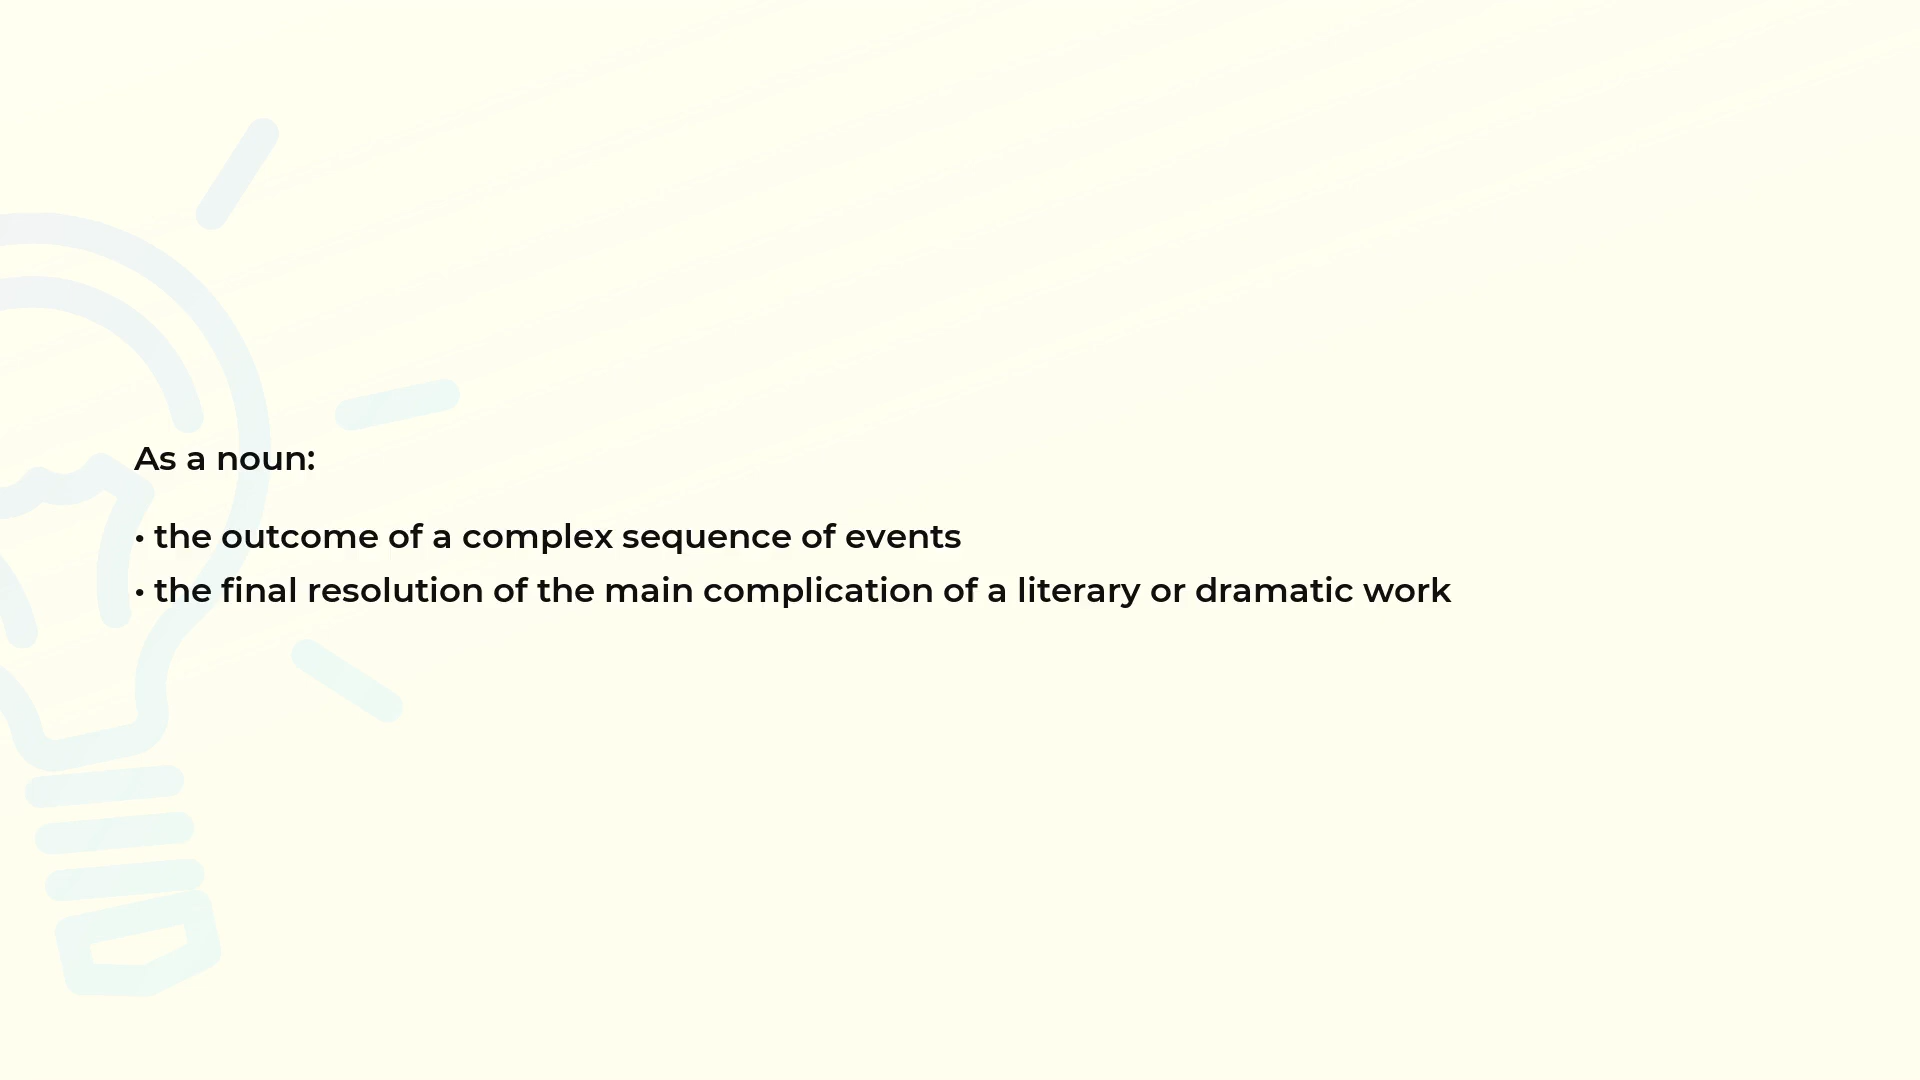 As a noun:
• the outcome of a complex sequence of events
• the final resolution of the main complication of a literary or dramatic work